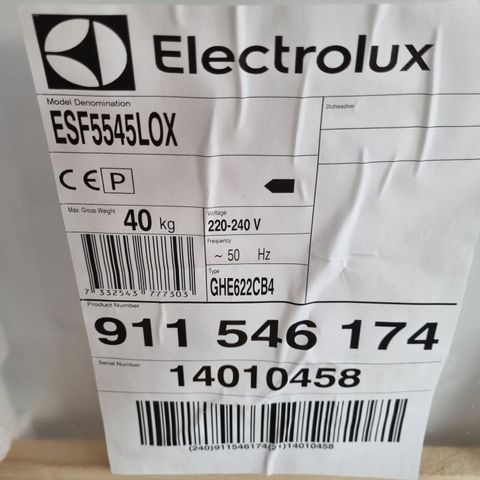 Electrolux
Model Denomination
ESF5545LOX
Dishwasher
CE P
Max. Gross Weight
40 kg
Voltage
220-240 V
Frequency
~ 50 Hz
Type
GHE622CB4
7 332543 777303
Product Number
911 546 174
Serial Number
14010458
(240)911546174(21)14010458